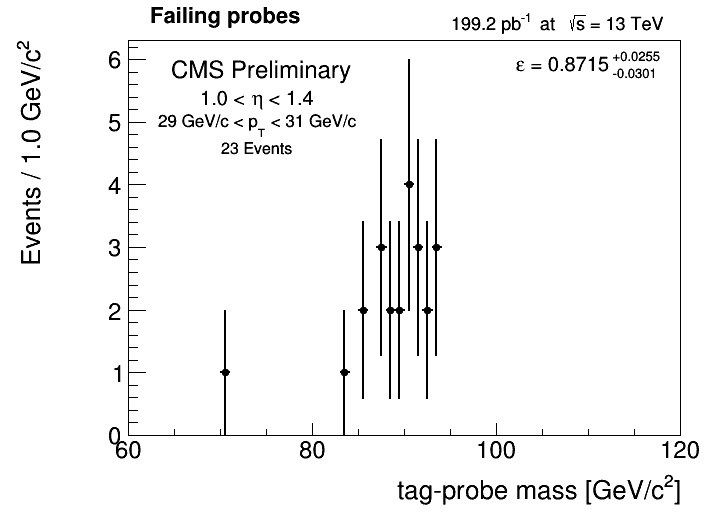 Failing probes
199.2 pb⁻¹ at √s = 13 TeV
CMS Preliminary
1.0 < η < 1.4
29 GeV/c < p_T < 31 GeV/c
23 Events
ε = 0.8715 +0.0255 -0.0301
Events / 1.0 GeV/c²
6
5
4
3
2
1
0
60 80 100 120
tag-probe mass [GeV/c²]